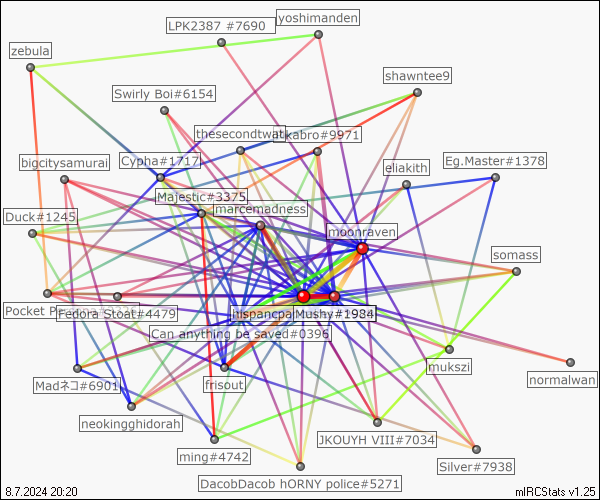 LPK2387 #7690
yoshimanden
zebula
shawntee9
Swirly Boi#6154
thesecondtwat
#9971
bigcitysamurai
Cypha#1717
eliakith
Eg.Master#1378
Majestic#3375
marcemadness
Duck#1245
moonraven
somass
Pocket
Fedora Stoat#4479
Mushy#1984
Can anything be saved#0396
mukszi
Madネコ#6901
frisout
normalwan
neokingghidorah
JKOUYH VIII#7034
ming#4742
Silver#7938
DacobDacob hORNY police#5271
8.7.2024 20:20
mIRCStats v1.25